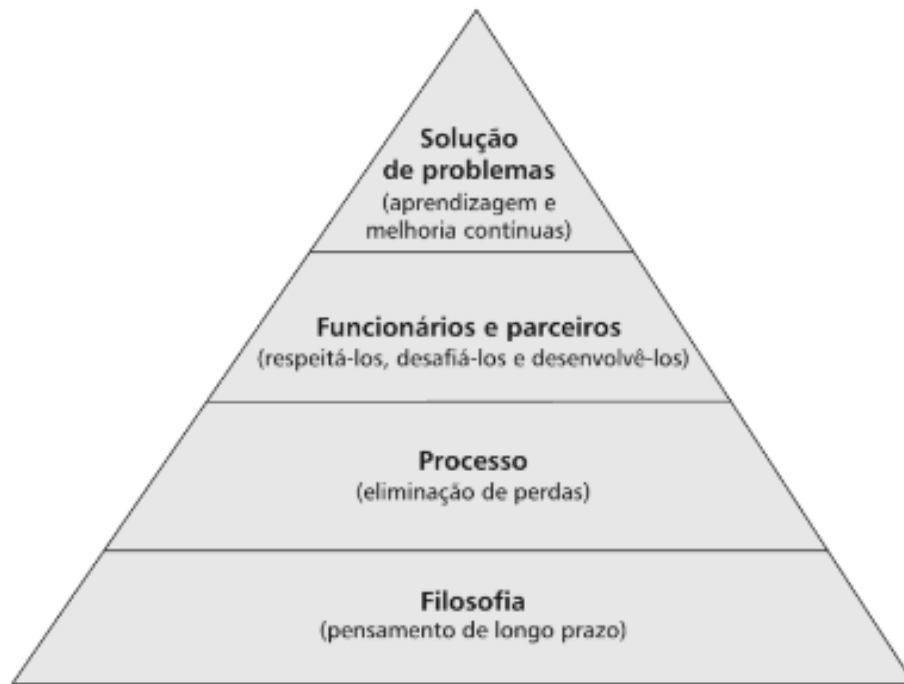 Solução
de problemas
(aprendizagem e
melhoria contínuas)
Funcionários e parceiros
(respeitá-los, desafiá-los e desenvolvê-los)
Processo
(eliminação de perdas)
Filosofia
(pensamento de longo prazo)